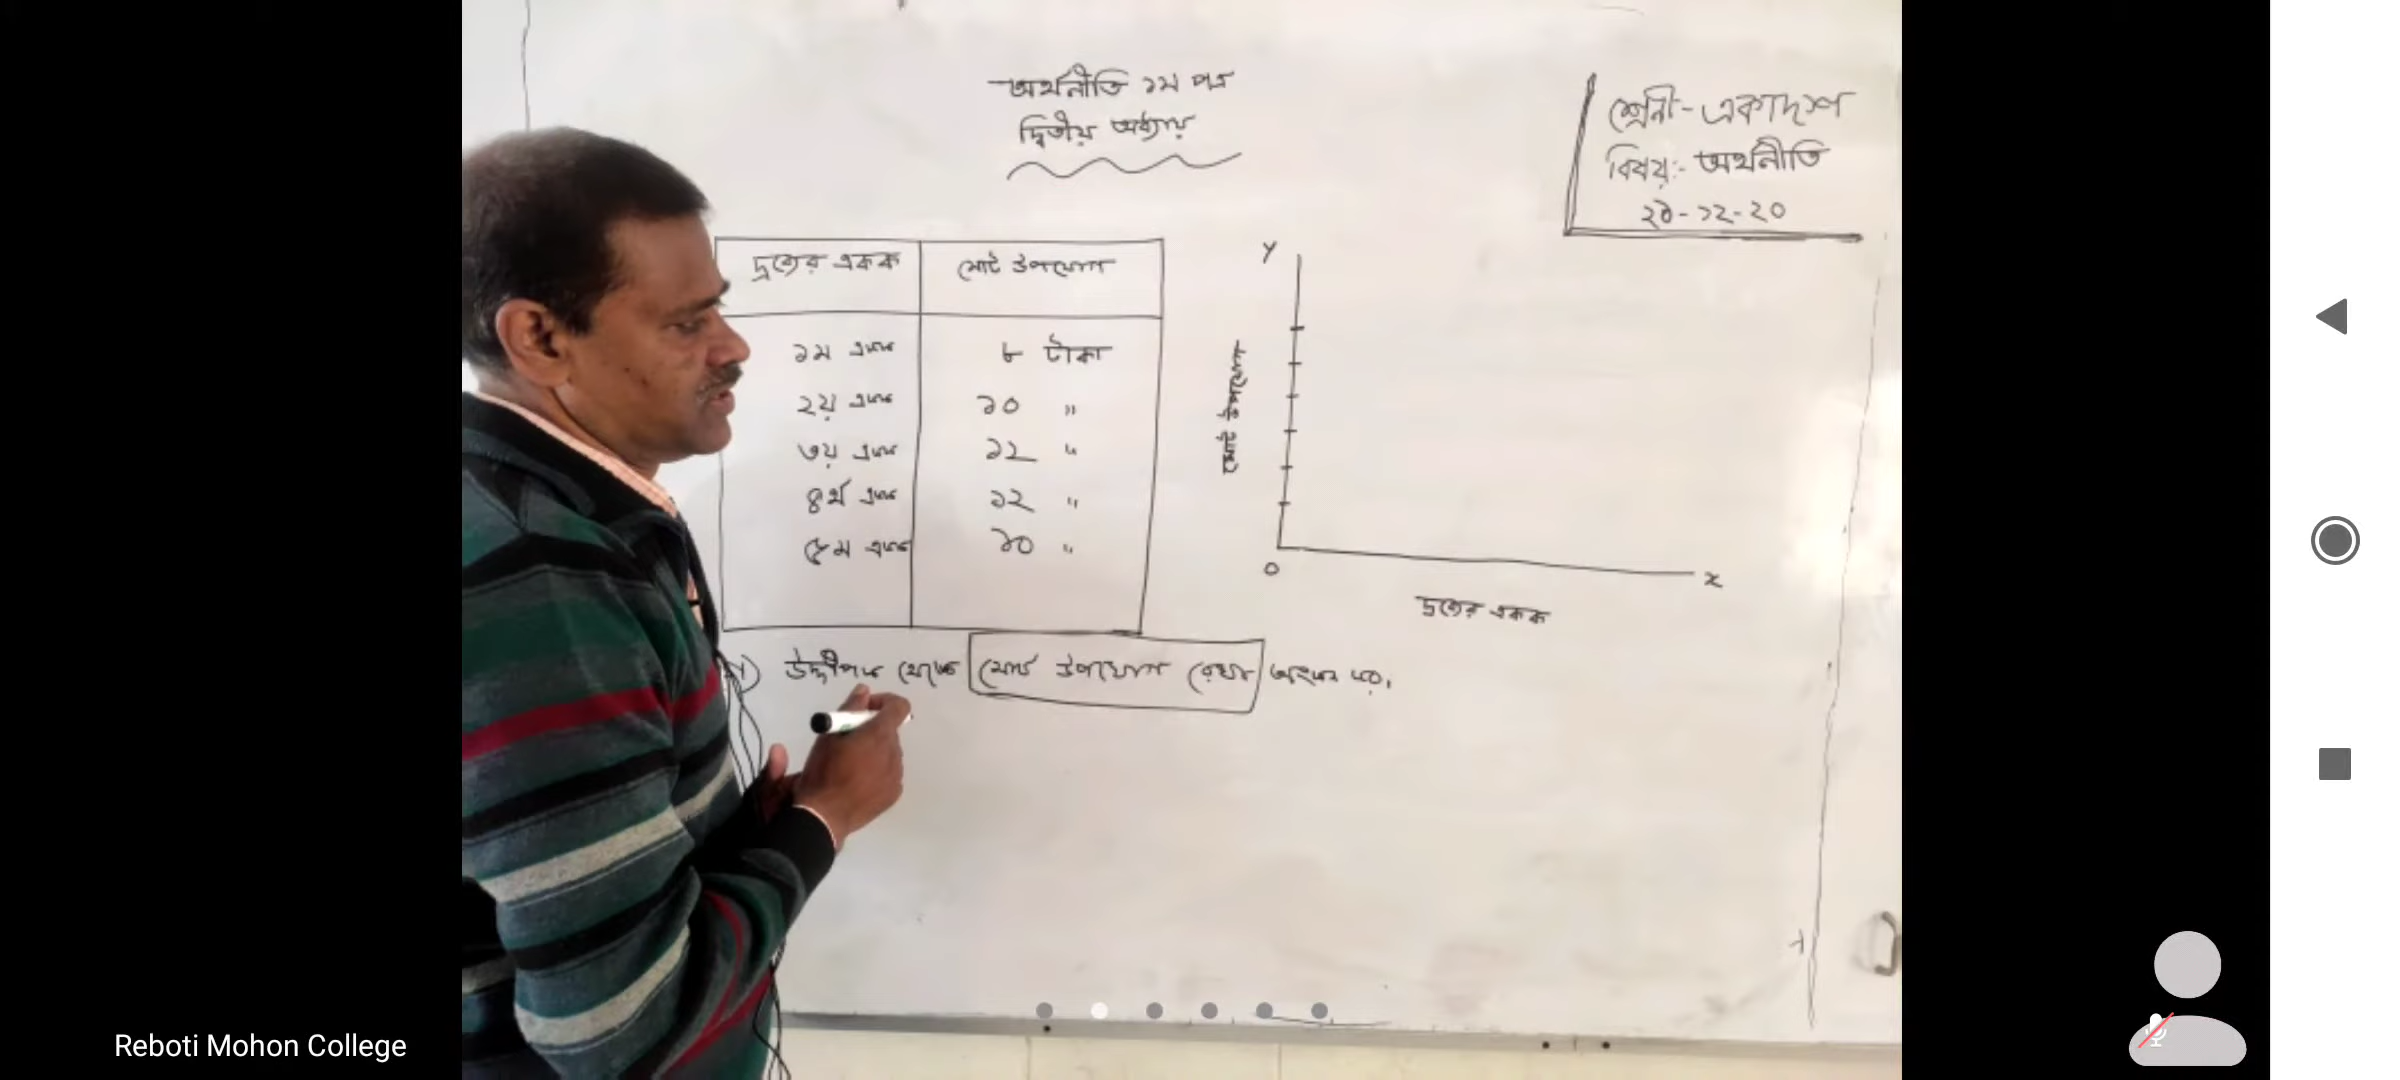 অর্থনীতি ১ম পত্র
দ্বিতীয় অধ্যায়
শ্রেনী - একাদশ
বিষয়:- অর্থনীতি
২৯-১২-২০
দ্রব্যের একক মোট উপযোগ
১ম একক ৮ টাকা
২য় একক ১০ "
৩য় একক ১২ "
৪র্থ একক ১২ "
৫ম একক ১০ "
Y
মোট উপযোগ
০
x
দ্রব্যের একক
উদ্দীপক থেকে মোট উপযোগ রেখা অংকন কর।
Reboti Mohon College